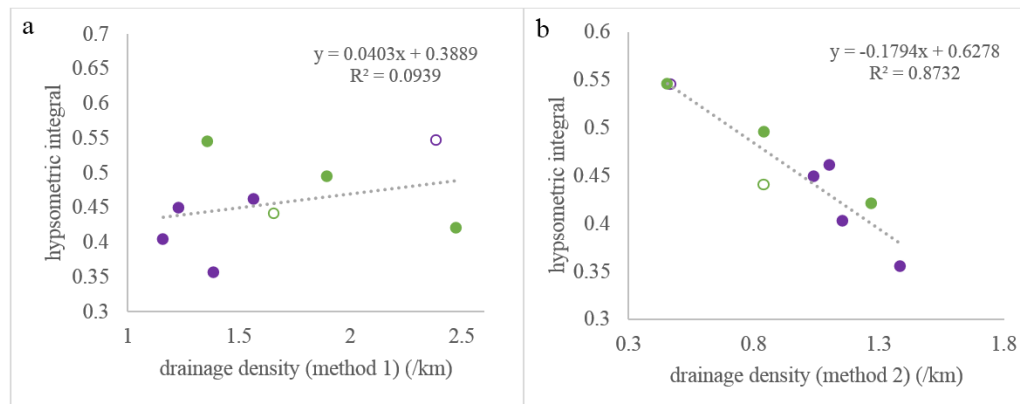 a
y = 0.0403x + 0.3889
R² = 0.0939
hypsometric integral
0.7
0.65
0.6
0.55
0.5
0.45
0.4
0.35
0.3
1
1.5
2
2.5
drainage density (method 1) (/km)
b
y = -0.1794x + 0.6278
R² = 0.8732
hypsometric integral
0.6
0.55
0.5
0.45
0.4
0.35
0.3
0.3
0.8
1.3
1.8
drainage density (method 2) (/km)